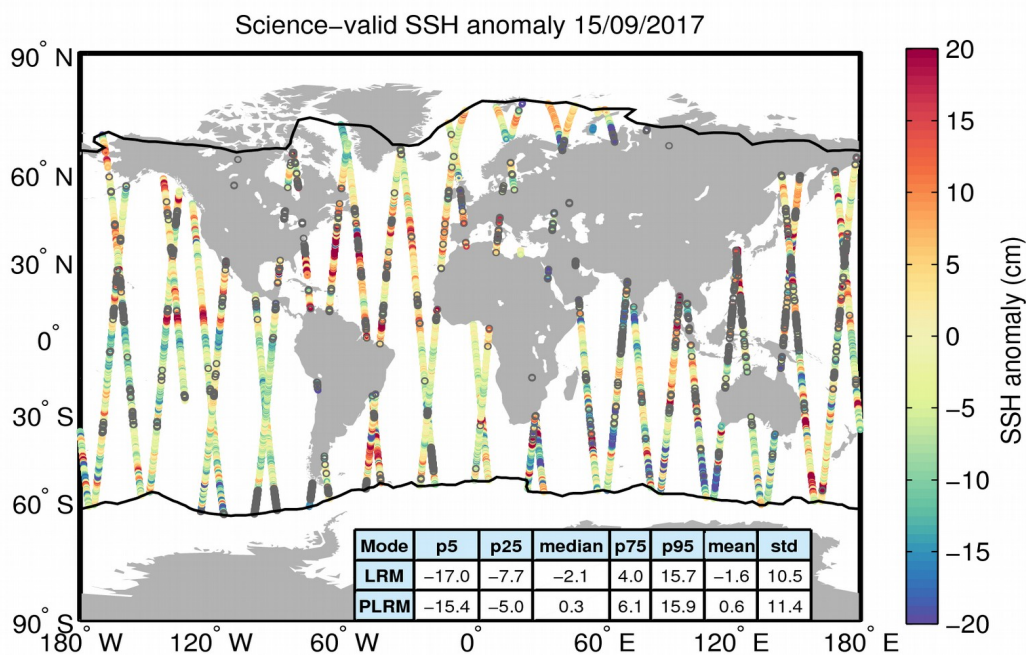 Science−valid SSH anomaly 15/09/2017
90° N
60° N
30° N
0°
30° S
60° S
90° S
180° W
120° W
60° W
0°
60° E
120° E
180° E
Mode p5 p25 median p75 p95 mean std
LRM −17.0 −7.7 −2.1 4.0 15.7 −1.6 10.5
PLRM −15.4 −5.0 0.3 6.1 15.9 0.6 11.4
20
15
10
5
0
−5
−10
−15
−20
SSH anomaly (cm)